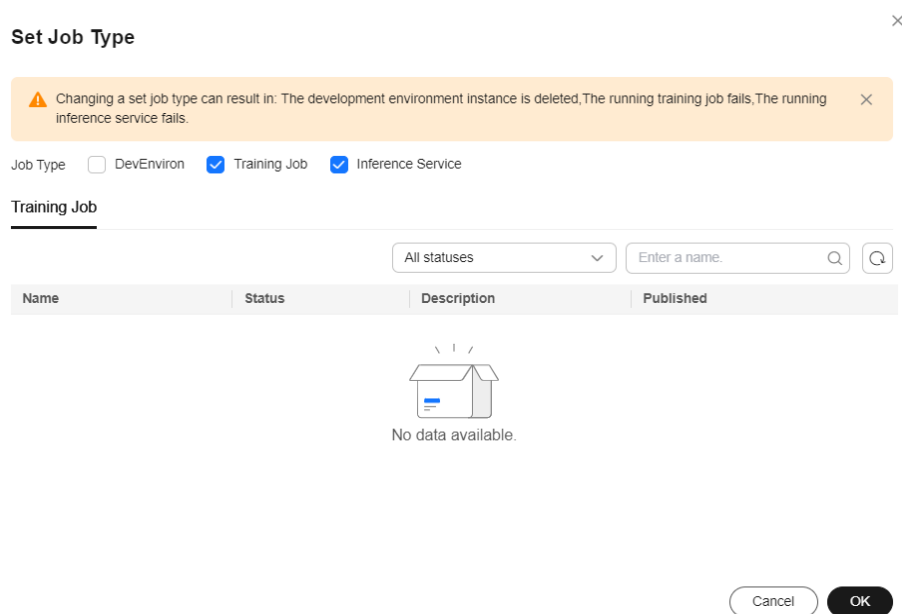 Set Job Type
Changing a set job type can result in: The development environment instance is deleted,The running training job fails,The running
inference service fails.
Job Type DevEnviron Training Job Inference Service
Training Job
All statuses Enter a name.
Name Status Description Published
No data available.
Cancel OK